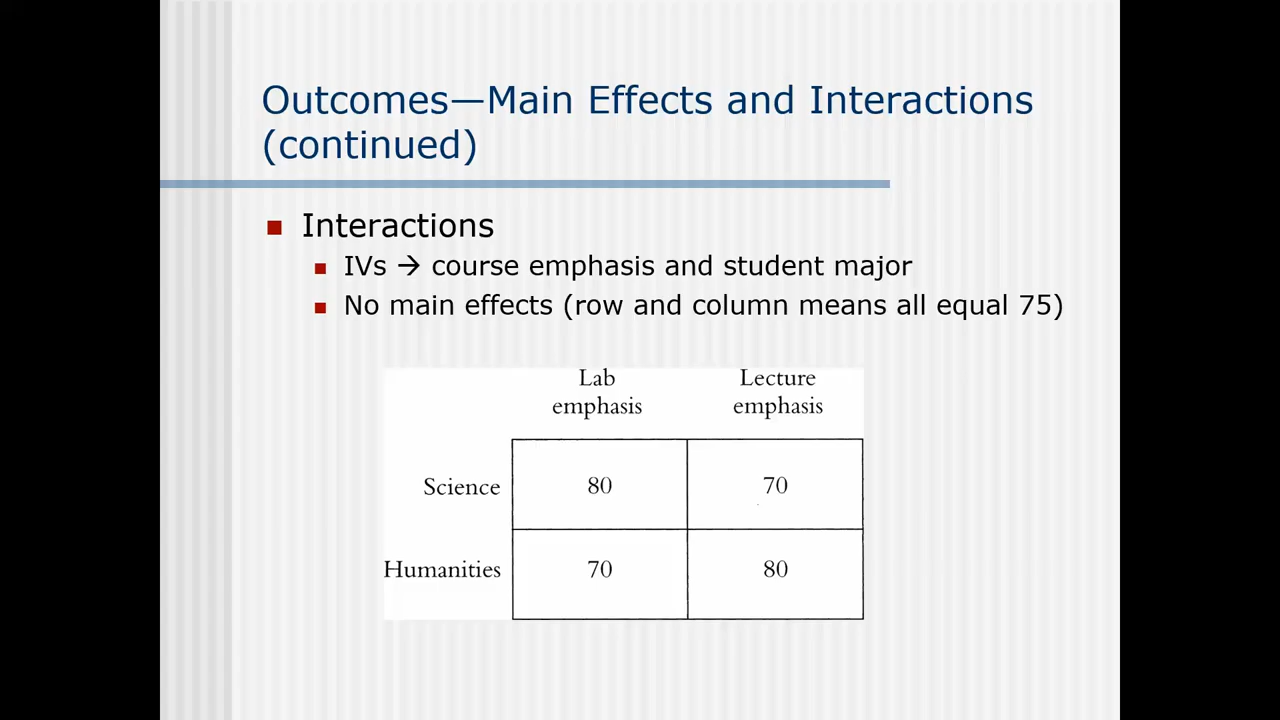 Outcomes—Main Effects and Interactions
(continued)
Interactions
IVs → course emphasis and student major
No main effects (row and column means all equal 75)
Lab Lecture
emphasis emphasis
Science 80 70
Humanities 70 80